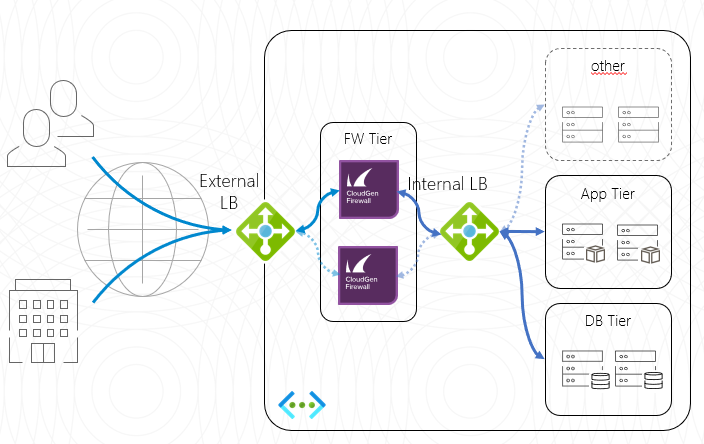 other
FW Tier
External
LB
Internal LB
CloudGen
Firewall
App Tier
CloudGen
Firewall
DB Tier